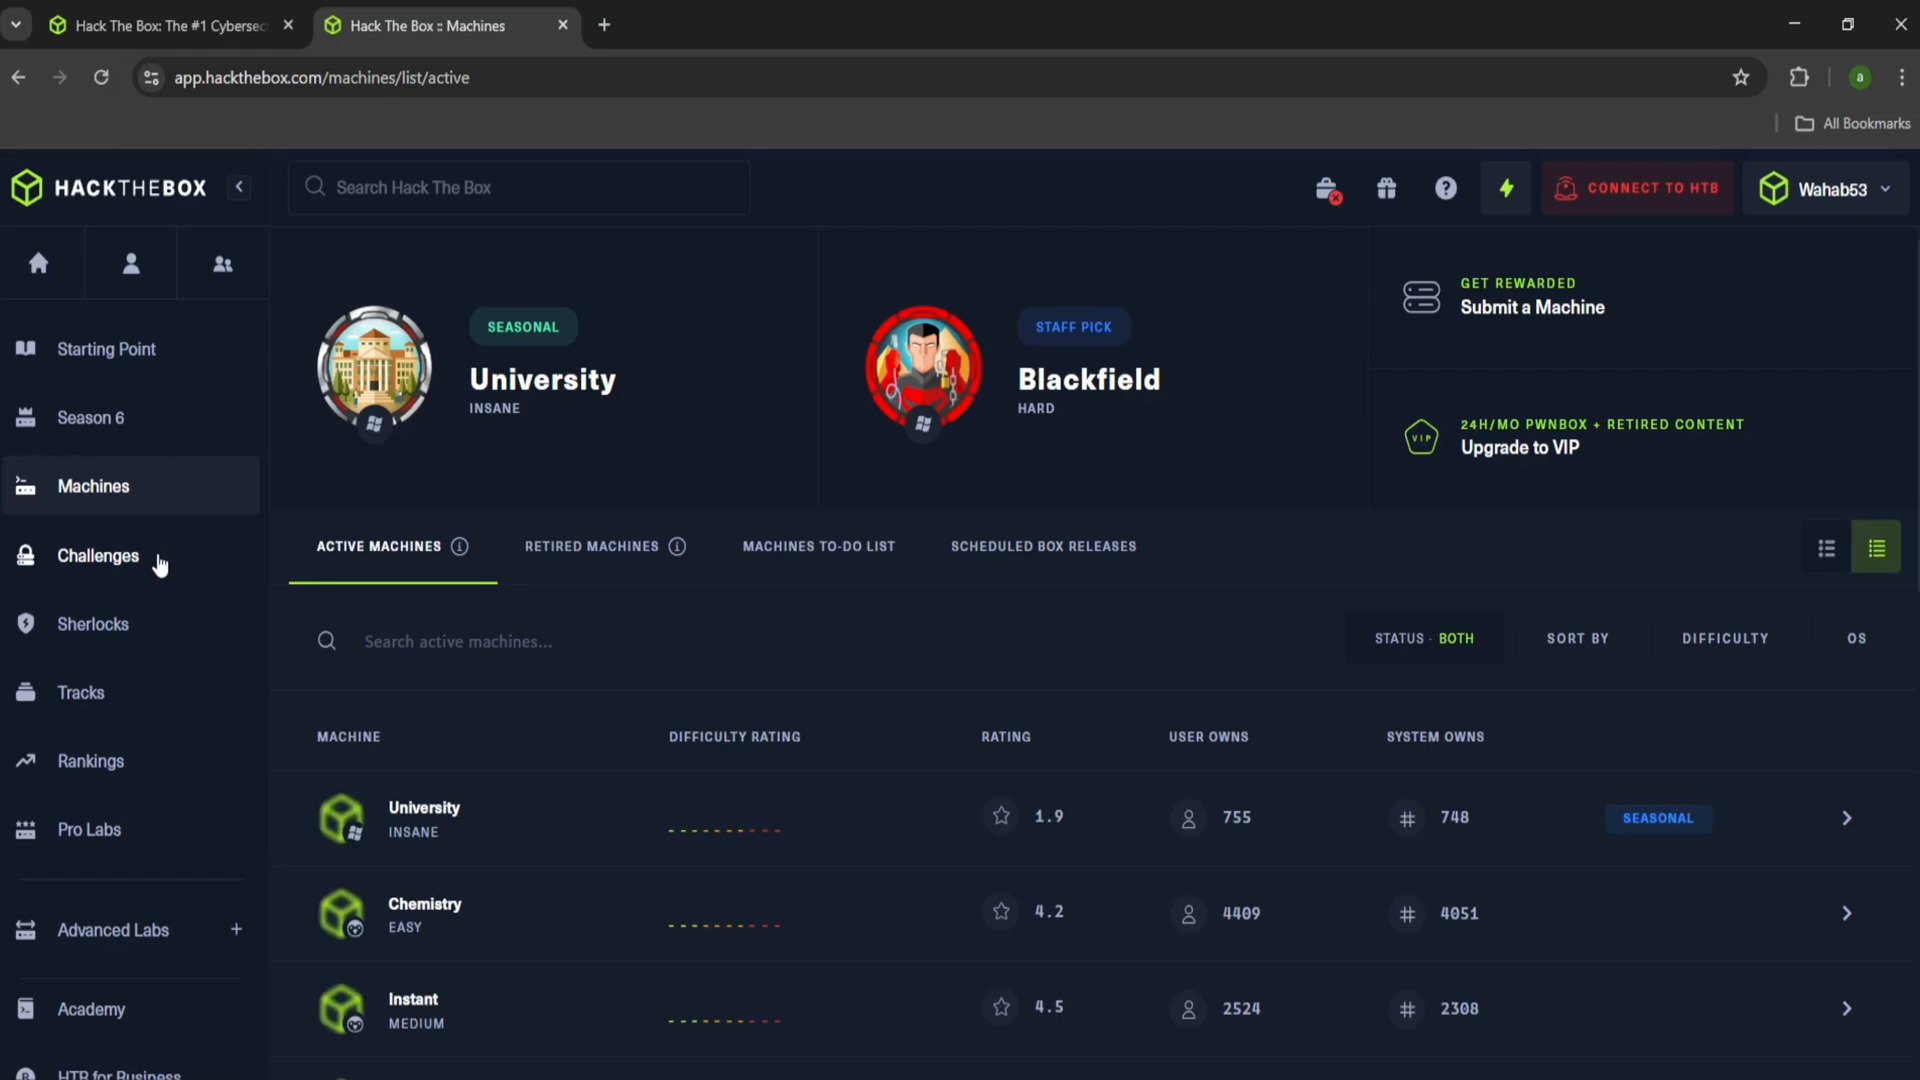 Hack The Box: The #1 Cybersec
Hack The Box :: Machines
app.hackthebox.com/machines/list/active
a
All Bookmarks
HACKTHEBOX
Search Hack The Box
CONNECT TO HTB
Wahab53
Starting Point
Season 6
Machines
Challenges
Sherlocks
Tracks
Rankings
Pro Labs
Advanced Labs
Academy
HTB for Business
SEASONAL
University
INSANE
STAFF PICK
Blackfield
HARD
GET REWARDED
Submit a Machine
VIP
24H/MO PWNBOX + RETIRED CONTENT
Upgrade to VIP
ACTIVE MACHINES
RETIRED MACHINES
MACHINES TO-DO LIST
SCHEDULED BOX RELEASES
Search active machines...
STATUS · BOTH
SORT BY
DIFFICULTY
OS
MACHINE DIFFICULTY RATING RATING USER OWNS SYSTEM OWNS
University
INSANE
1.9 755 748 SEASONAL
Chemistry
EASY
4.2 4409 4051
Instant
MEDIUM
4.5 2524 2308